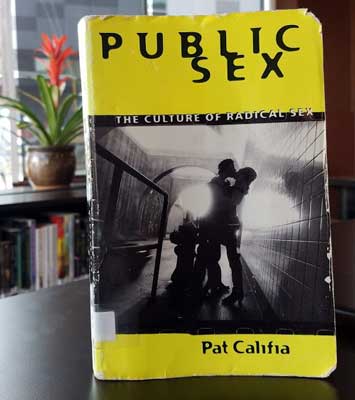 PUBLIC
SEX
THE CULTURE OF RADICAL SEX
Pat Califia